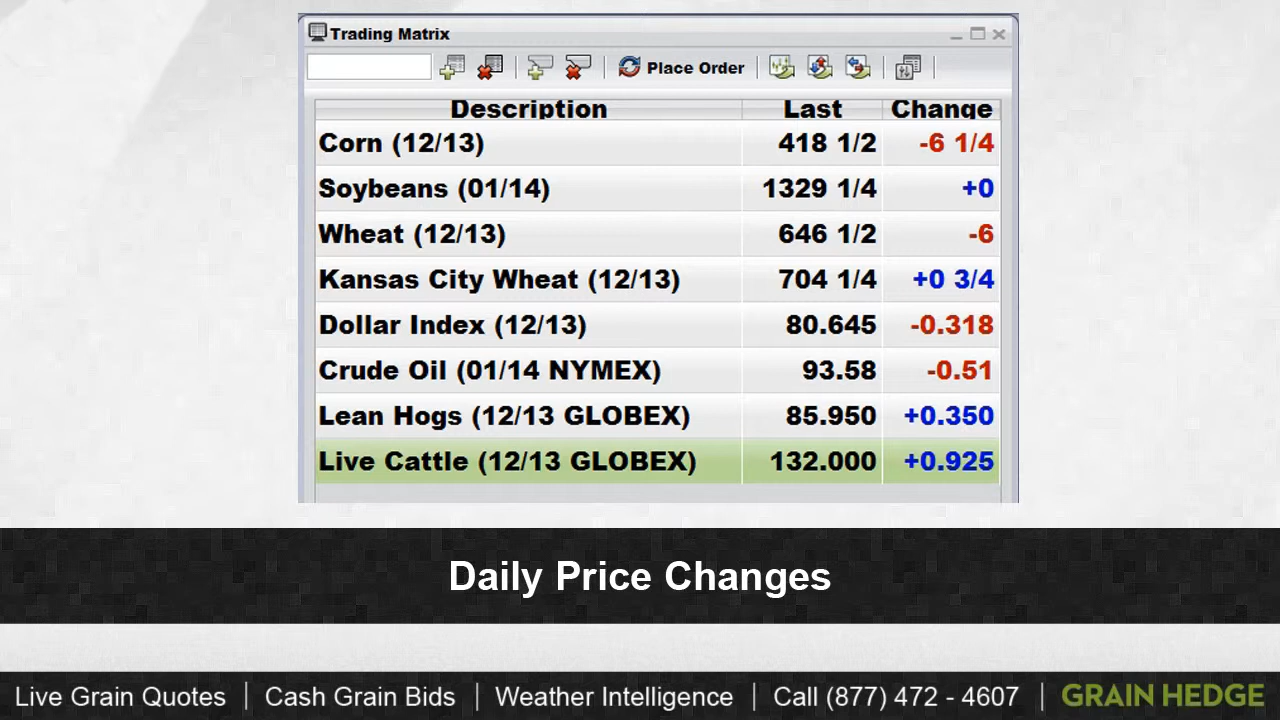 Trading Matrix
Place Order
Description Last Change
Corn (12/13) 418 1/2 -6 1/4
Soybeans (01/14) 1329 1/4 +0
Wheat (12/13) 646 1/2 -6
Kansas City Wheat (12/13) 704 1/4 +0 3/4
Dollar Index (12/13) 80.645 -0.318
Crude Oil (01/14 NYMEX) 93.58 -0.51
Lean Hogs (12/13 GLOBEX) 85.950 +0.350
Live Cattle (12/13 GLOBEX) 132.000 +0.925
Daily Price Changes
Live Grain Quotes | Cash Grain Bids | Weather Intelligence | Call (877) 472 - 4607 | GRAIN HEDGE